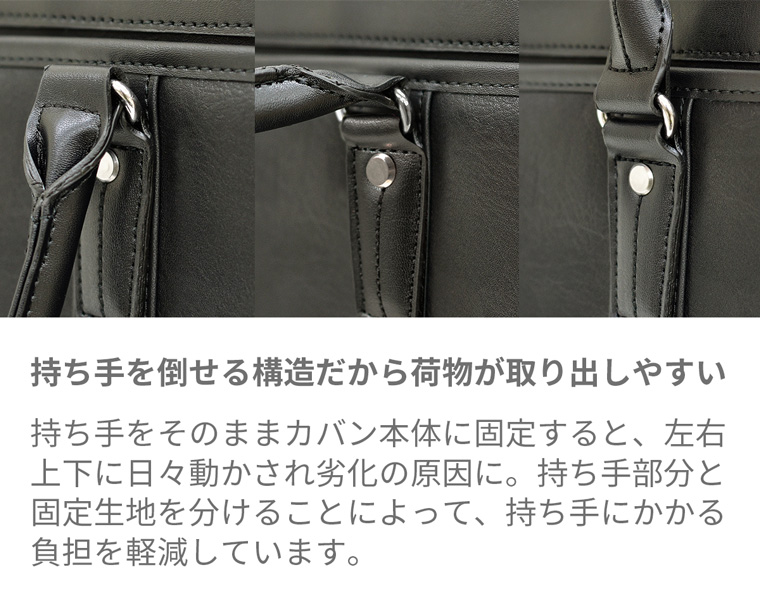 持ち手を倒せる構造だから荷物が取り出しやすい
持ち手をそのままカバン本体に固定すると、左右
上下に日々動かされ劣化の原因に。持ち手部分と
固定生地を分けることによって、持ち手にかかる
負担を軽減しています。